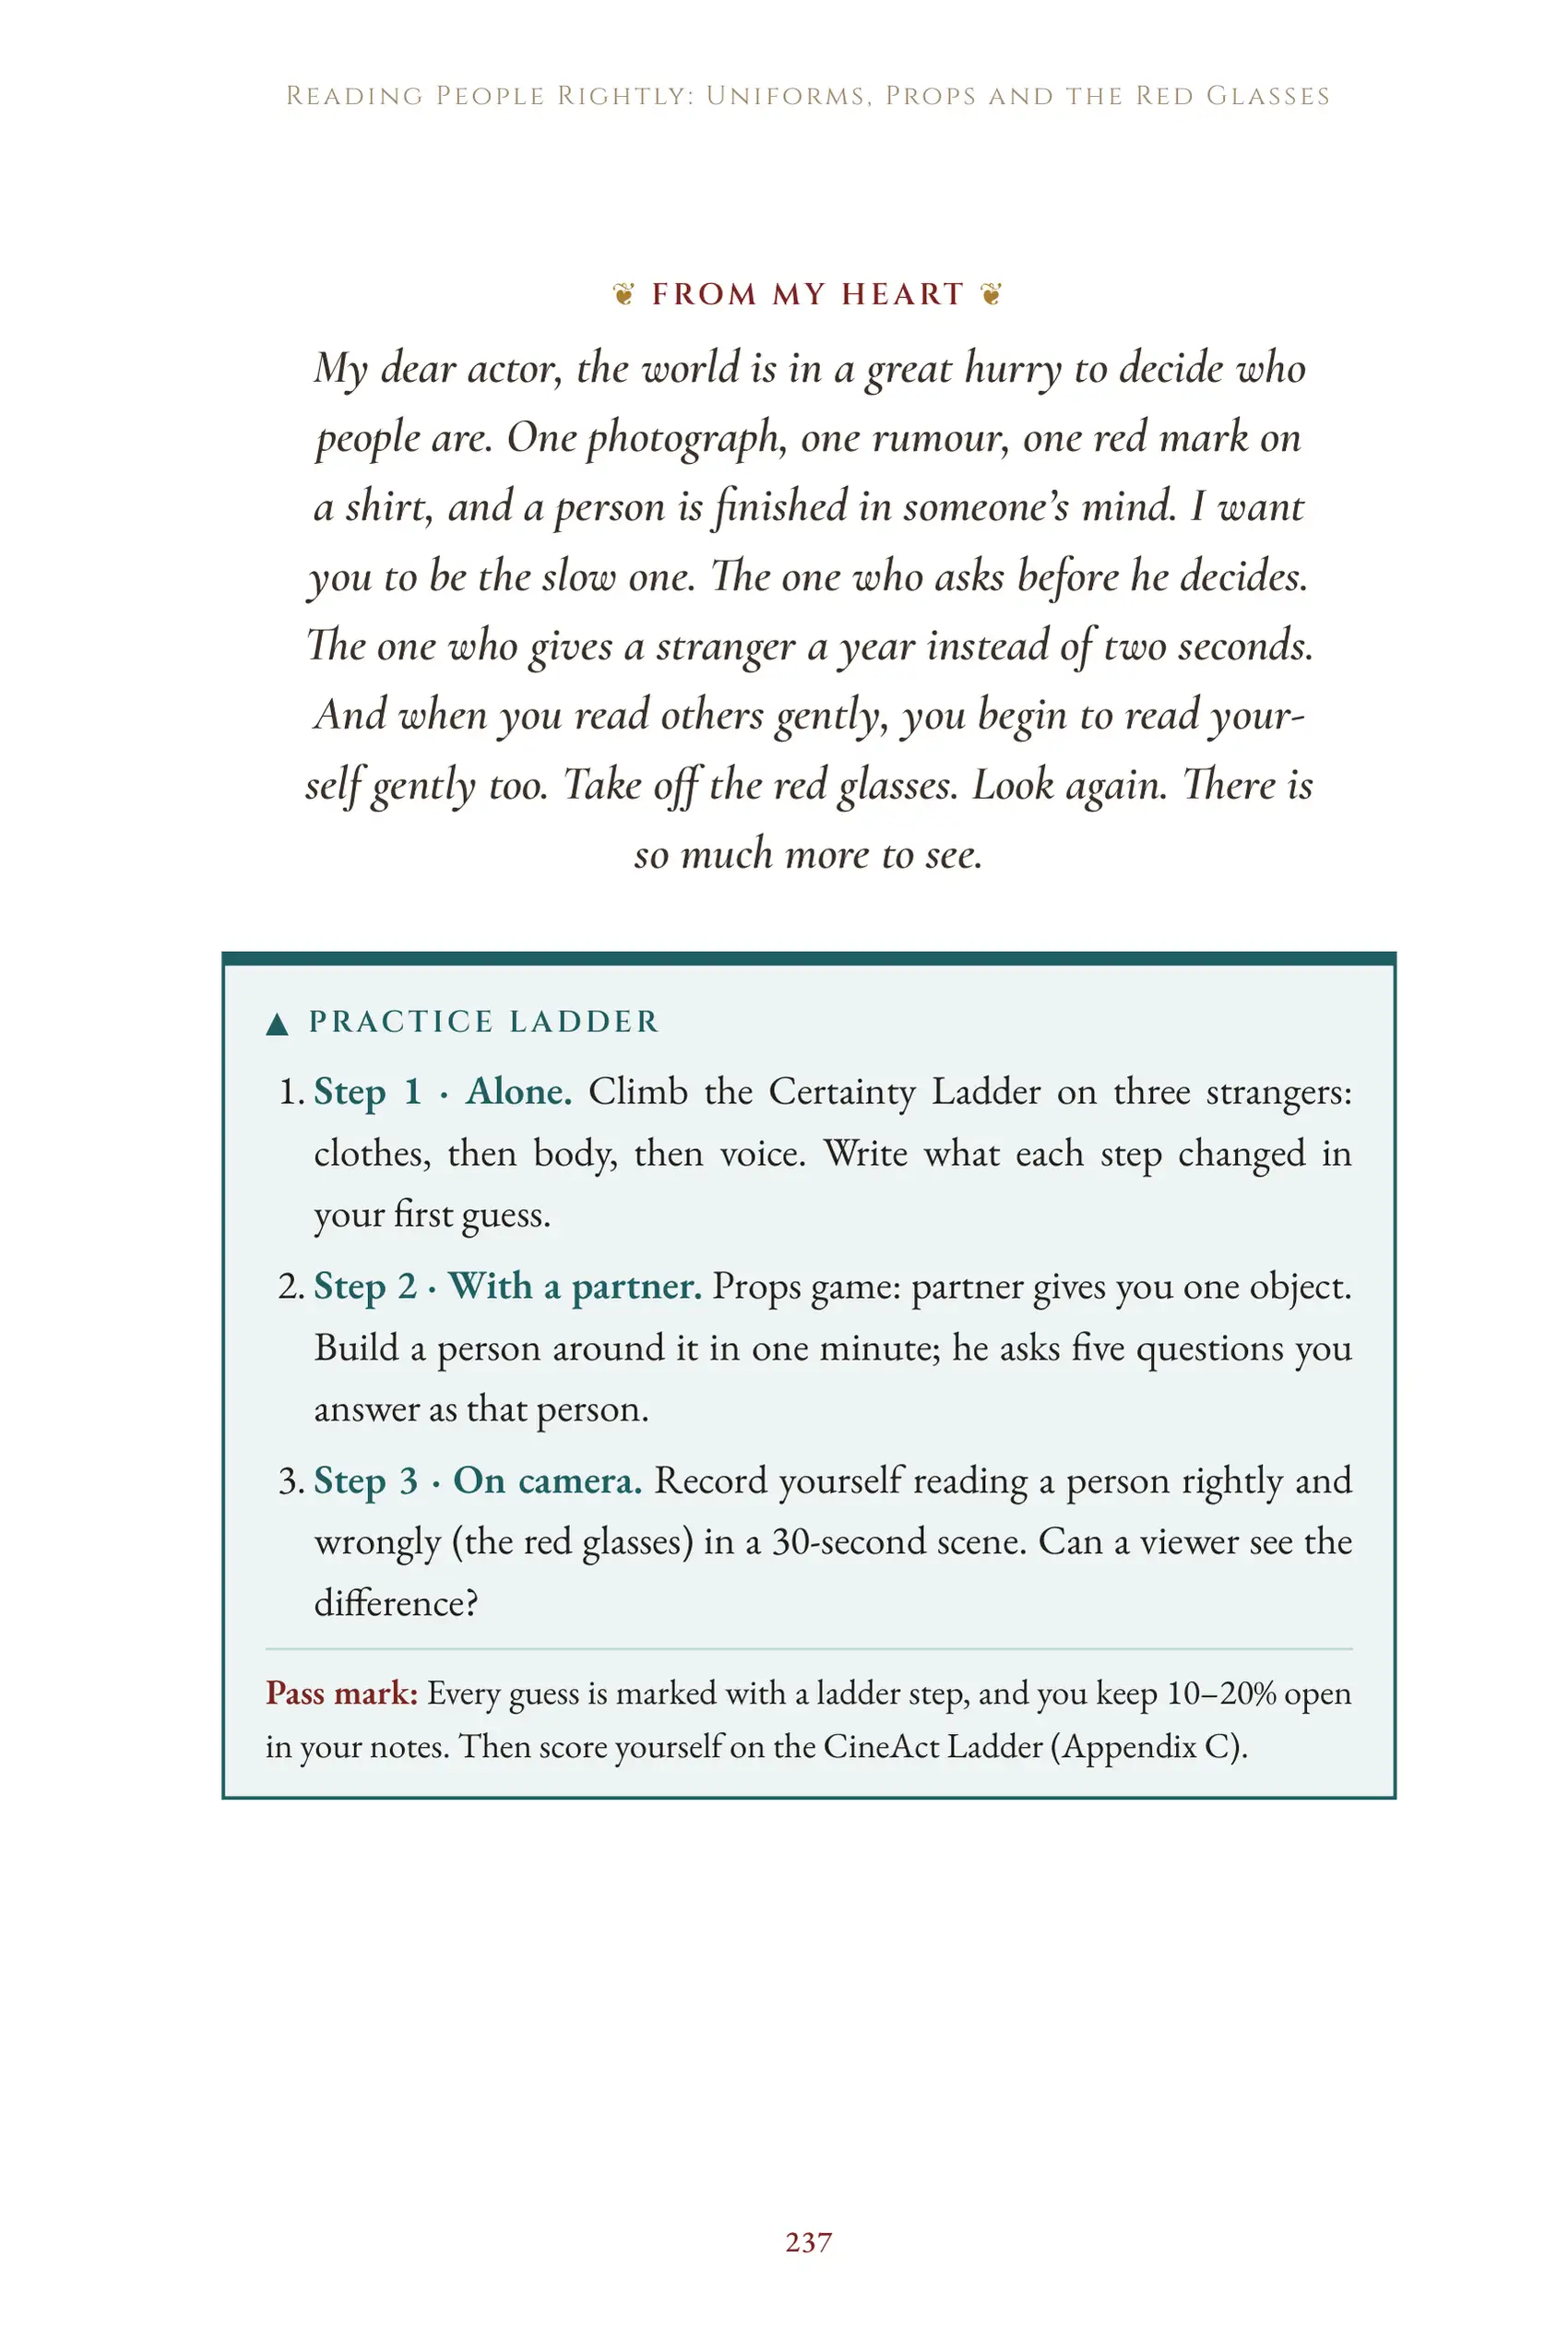 Reading People Rightly: Uniforms, Props and the Red Glasses
❦ FROM MY HEART ❦
My dear actor, the world is in a great hurry to decide who
people are. One photograph, one rumour, one red mark on
a shirt, and a person is finished in someone’s mind. I want
you to be the slow one. The one who asks before he decides.
The one who gives a stranger a year instead of two seconds.
And when you read others gently, you begin to read your-
self gently too. Take off the red glasses. Look again. There is
so much more to see.
▲ PRACTICE LADDER
1. Step 1 · Alone. Climb the Certainty Ladder on three strangers:
clothes, then body, then voice. Write what each step changed in
your first guess.
2. Step 2 · With a partner. Props game: partner gives you one object.
Build a person around it in one minute; he asks five questions you
answer as that person.
3. Step 3 · On camera. Record yourself reading a person rightly and
wrongly (the red glasses) in a 30-second scene. Can a viewer see the
difference?
Pass mark: Every guess is marked with a ladder step, and you keep 10–20% open
in your notes. Then score yourself on the CineAct Ladder (Appendix C).
237